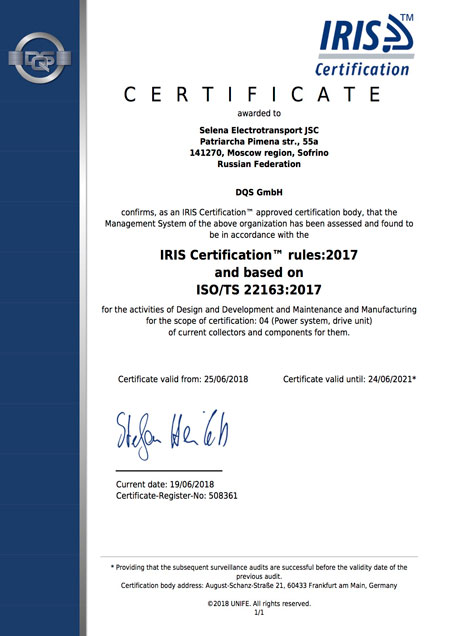 DQS
IRIS™
Certification
CERTIFICATE
awarded to
Selena Electrotransport JSC
Patriarcha Pimena str., 55a
141270, Moscow region, Sofrino
Russian Federation
DQS GmbH
confirms, as an IRIS Certification™ approved certification body, that the
Management System of the above organization has been assessed and found to
be in accordance with the
IRIS Certification™ rules:2017
and based on
ISO/TS 22163:2017
for the activities of Design and Development and Maintenance and Manufacturing
for the scope of certification: 04 (Power system, drive unit)
of current collectors and components for them.
Certificate valid from: 25/06/2018 Certificate valid until: 24/06/2021*
Current date: 19/06/2018
Certificate-Register-No: 508361
* Providing that the subsequent surveillance audits are successful before the validity date of the
previous audit.
Certification body address: August-Schanz-Straße 21, 60433 Frankfurt am Main, Germany
©2018 UNIFE. All rights reserved.
1/1